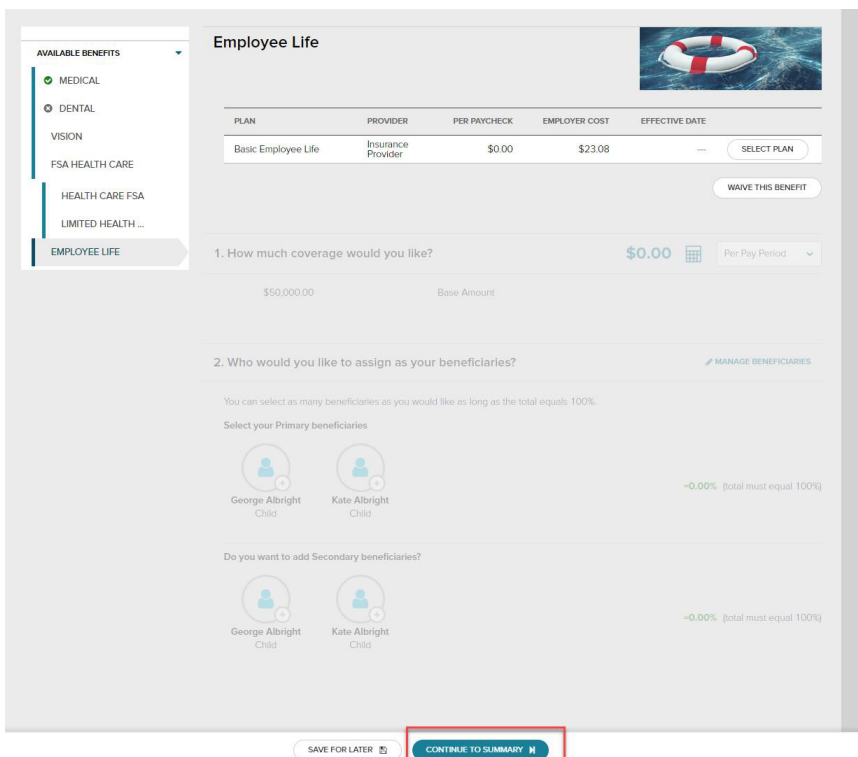 AVAILABLE BENEFITS
MEDICAL
DENTAL
VISION
FSA HEALTH CARE
HEALTH CARE FSA
LIMITED HEALTH ...
EMPLOYEE LIFE
Employee Life
PLAN PROVIDER PER PAYCHECK EMPLOYER COST EFFECTIVE DATE
Basic Employee Life Insurance Provider $0.00 $23.08 --- SELECT PLAN
WAIVE THIS BENEFIT
1. How much coverage would you like? $0.00 Per Pay Period
$50,000.00 Base Amount
2. Who would you like to assign as your beneficiaries? MANAGE BENEFICIARIES
You can select as many beneficiaries as you would like as long as the total equals 100%.
Select your Primary beneficiaries
George Albright Kate Albright
Child Child
=0.00% (total must equal 100%)
Do you want to add Secondary beneficiaries?
George Albright Kate Albright
Child Child
=0.00% (total must equal 100%)
SAVE FOR LATER CONTINUE TO SUMMARY